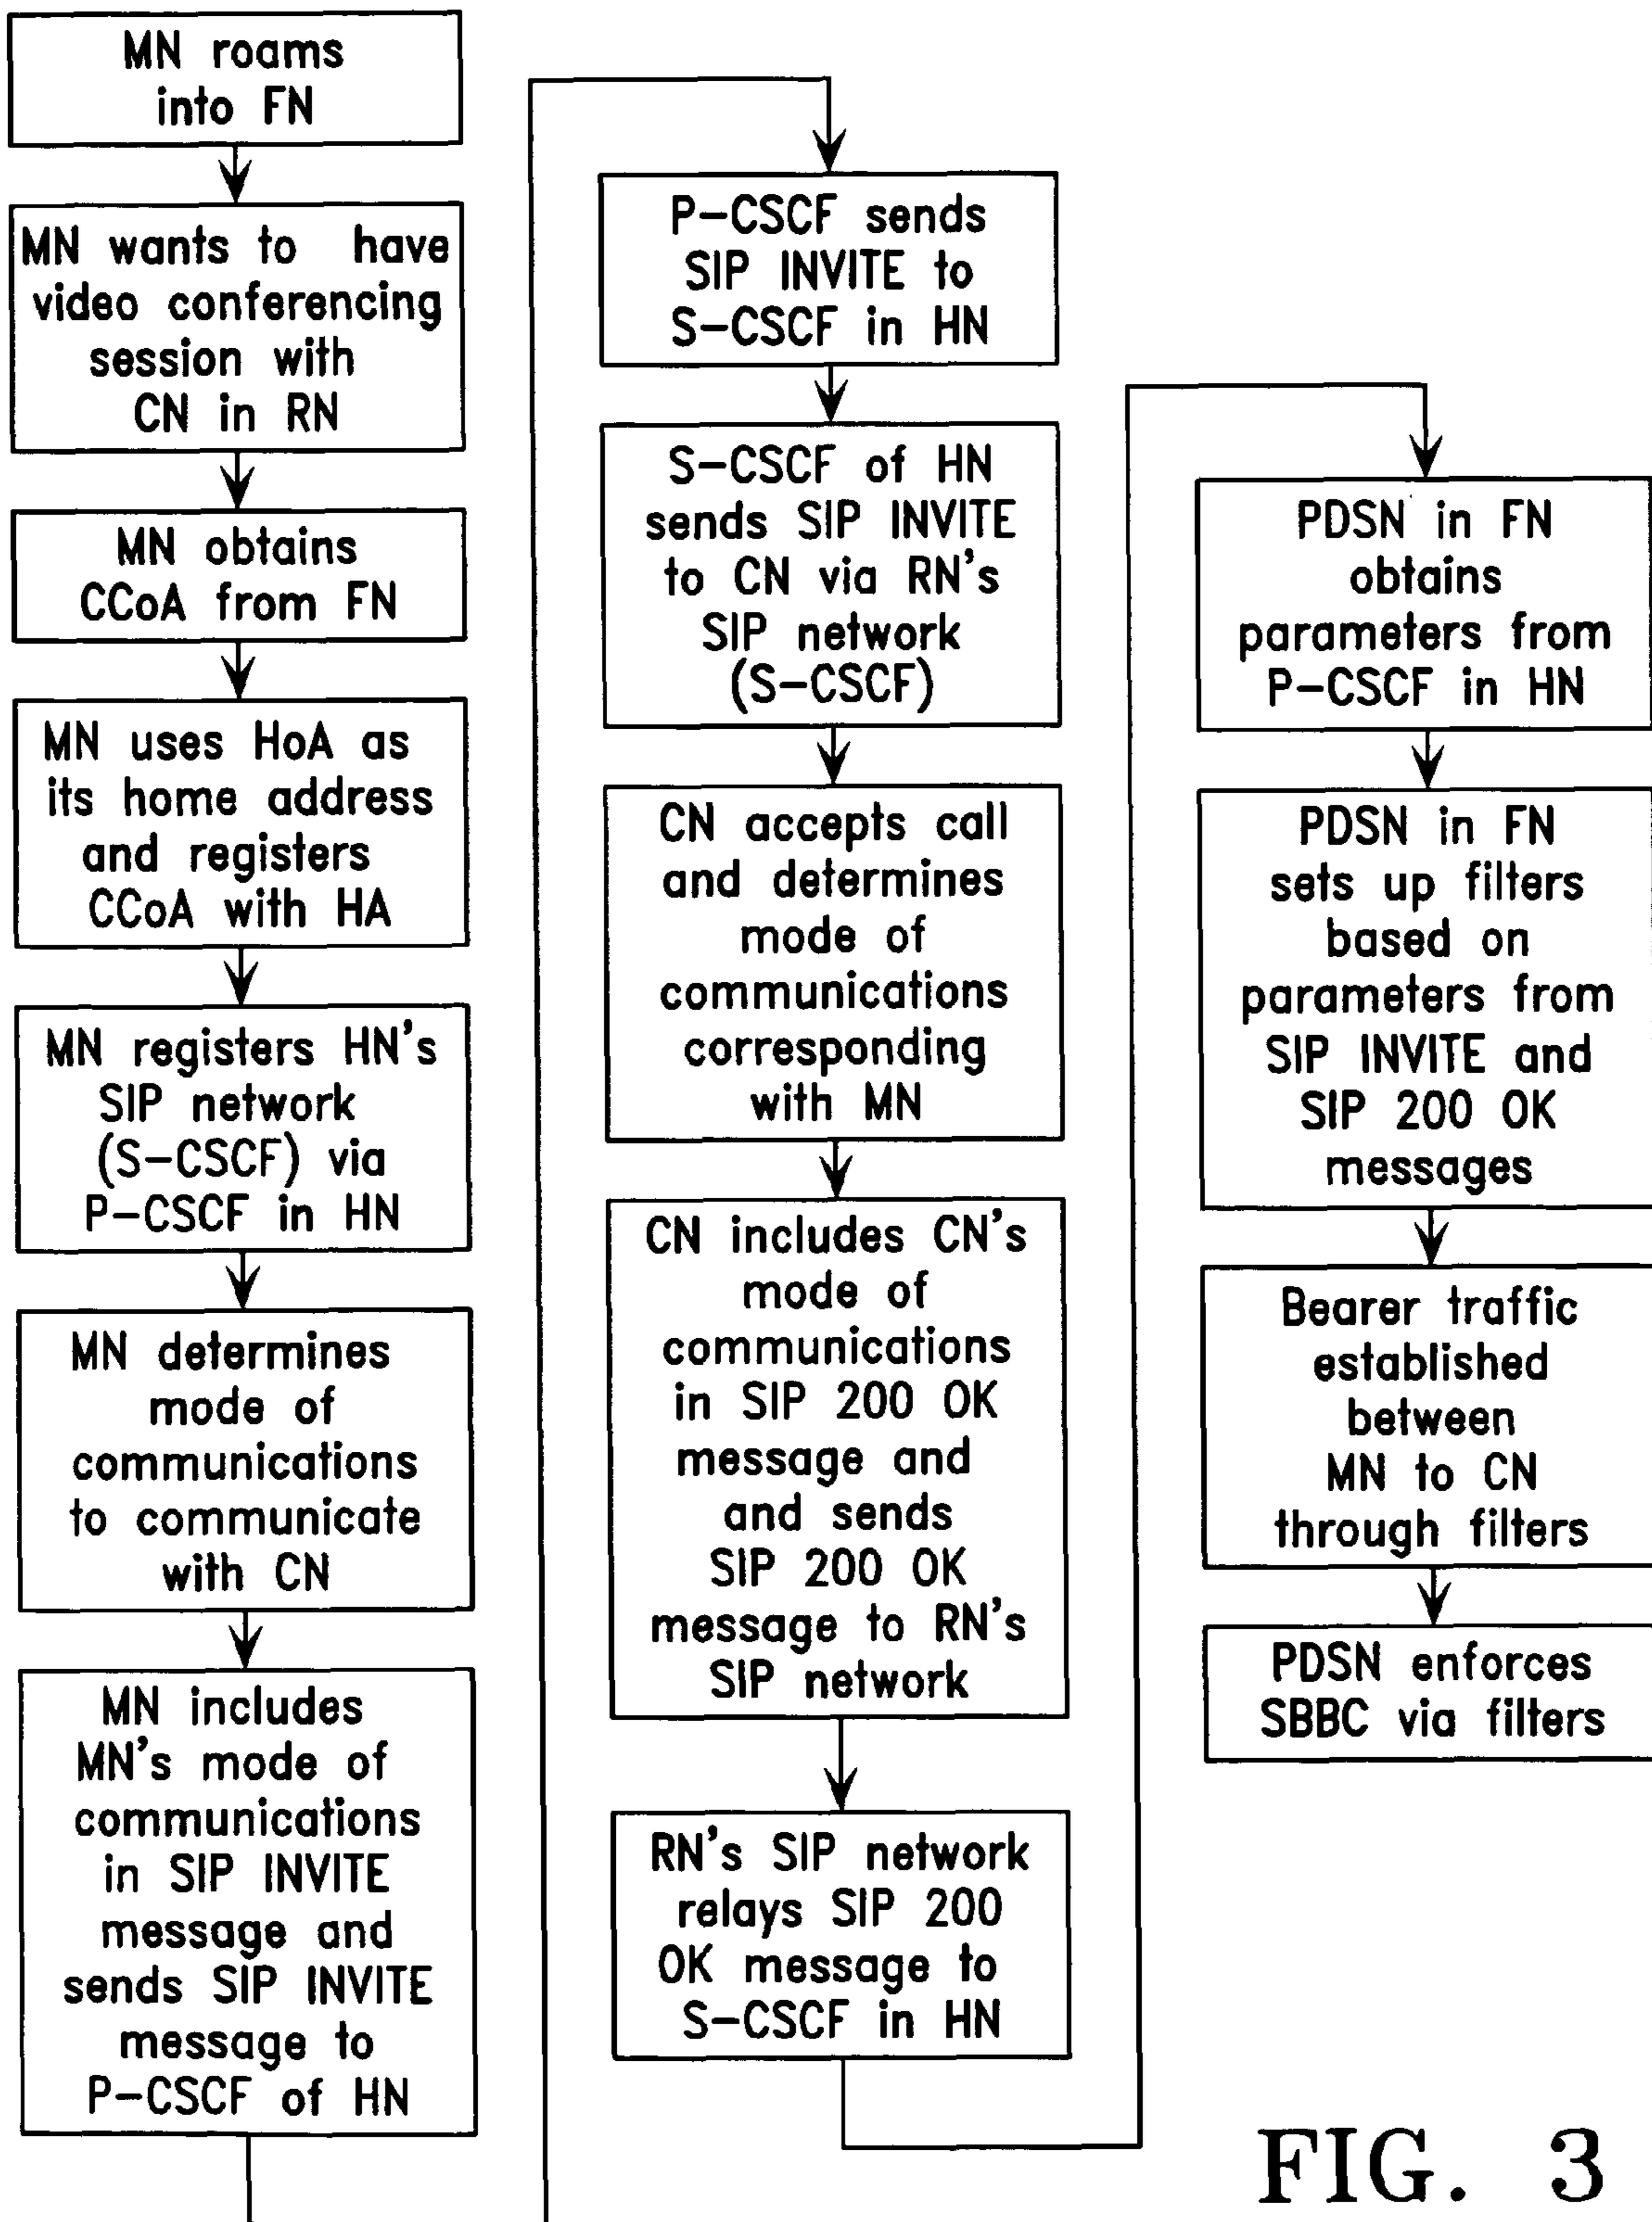 MN roams
into FN
MN wants to have
video conferencing
session with
CN in RN
MN obtains
CCoA from FN
MN uses HoA as
its home address
and registers
CCoA with HA
MN registers HN's
SIP network
(S-CSCF) via
P-CSCF in HN
MN determines
mode of
communications
to communicate
with CN
MN includes
MN's mode of
communications
in SIP INVITE
message and
sends SIP INVITE
message to
P-CSCF of HN
P-CSCF sends
SIP INVITE to
S-CSCF in HN
S-CSCF of HN
sends SIP INVITE
to CN via RN's
SIP network
(S-CSCF)
CN accepts call
and determines
mode of
communications
corresponding
with MN
CN includes CN's
mode of
communications
in SIP 200 OK
message and
and sends
SIP 200 OK
message to RN's
SIP network
RN's SIP network
relays SIP 200
OK message to
S-CSCF in HN
PDSN in FN
obtains
parameters from
P-CSCF in HN
PDSN in FN
sets up filters
based on
parameters from
SIP INVITE and
SIP 200 OK
messages
Bearer traffic
established
between
MN to CN
through filters
PDSN enforces
SBBC via filters
FIG. 3